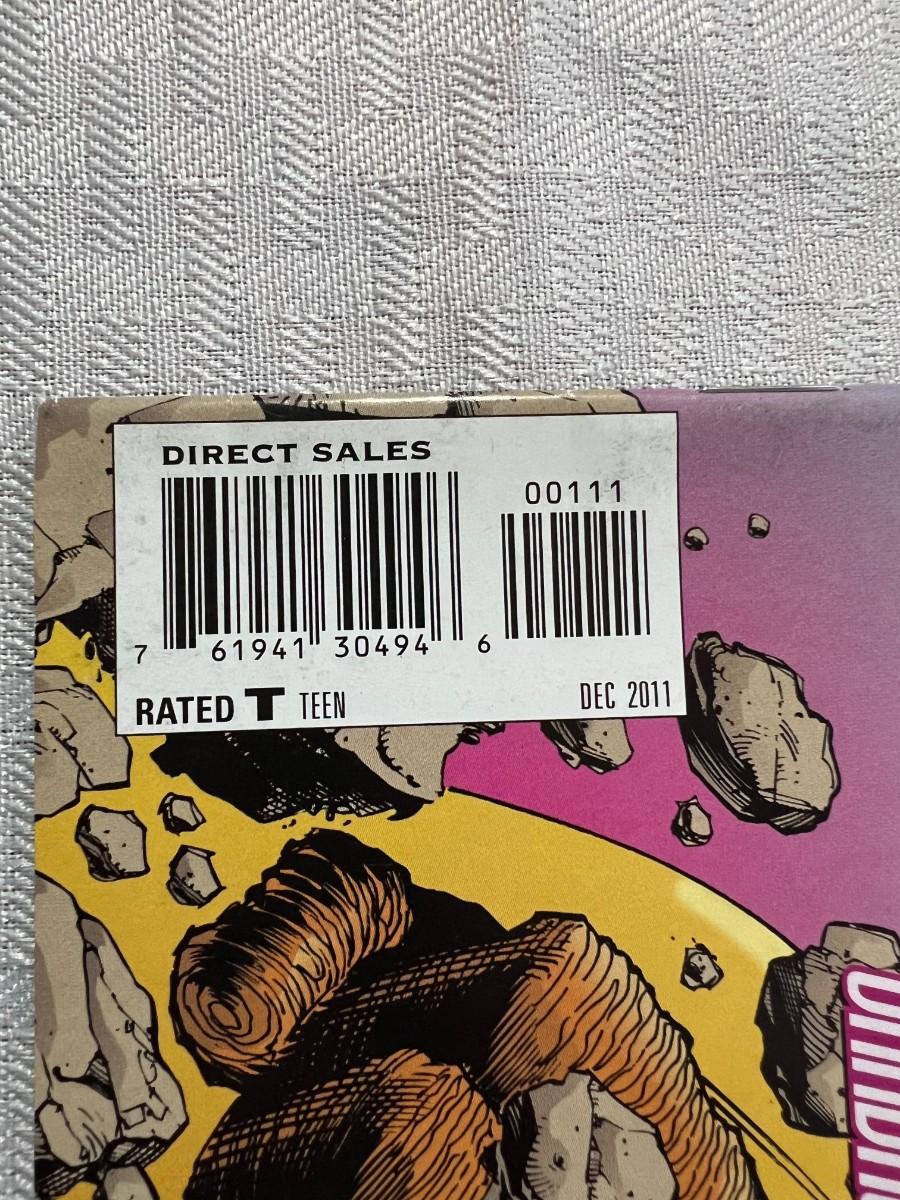 DIRECT SALES
00111
7 61941 30494 6
RATED T TEEN
DEC 2011